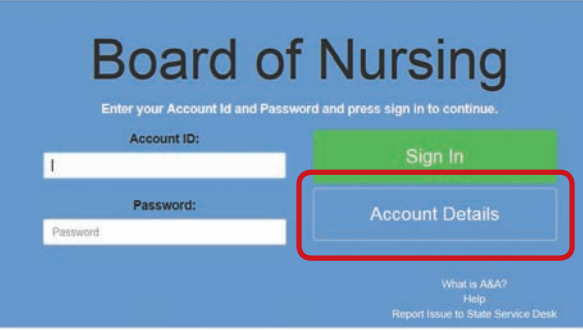 Board of Nursing
Enter your Account Id and Password and press sign in to continue.
Account ID:
Sign In
Password:
Password
Account Details
What is A&A?
Help
Report Issue to State Service Desk